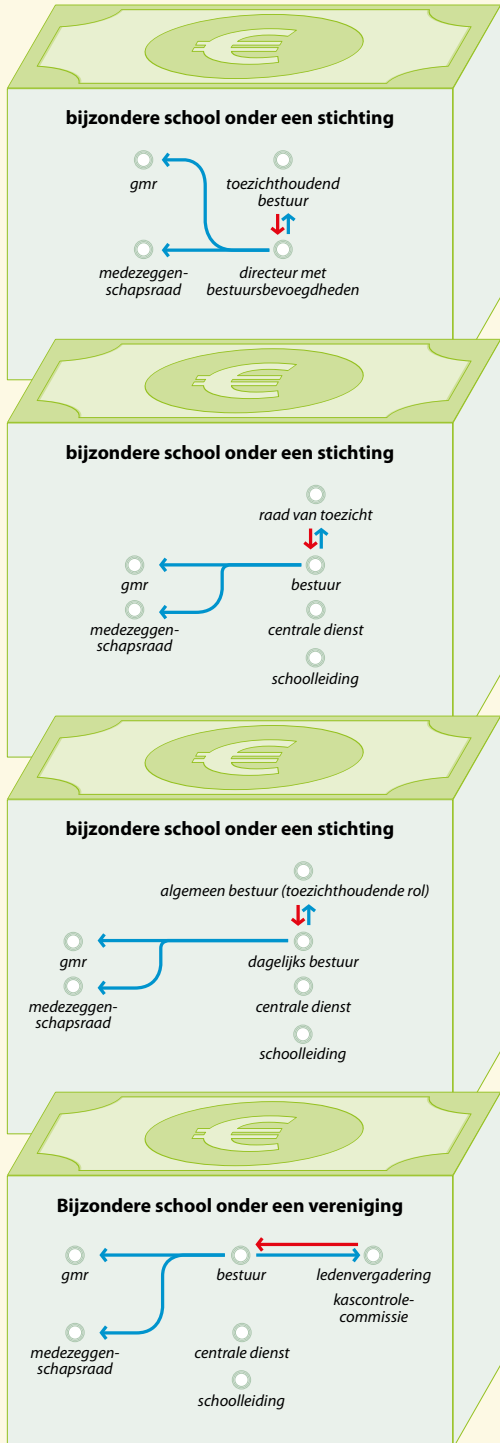 bijzondere school onder een stichting
gmr
toezichthoudend
bestuur
medezeggen-
schapsraad
directeur met
bestuursbevoegdheden
bijzondere school onder een stichting
raad van toezicht
gmr
bestuur
medezeggen-
schapsraad
centrale dienst
schoolleiding
bijzondere school onder een stichting
algemeen bestuur (toezichthoudende rol)
gmr
dagelijks bestuur
medezeggen-
schapsraad
centrale dienst
schoolleiding
Bijzondere school onder een vereniging
gmr
bestuur
ledenvergadering
kascontrole-
commissie
medezeggen-
schapsraad
centrale dienst
schoolleiding